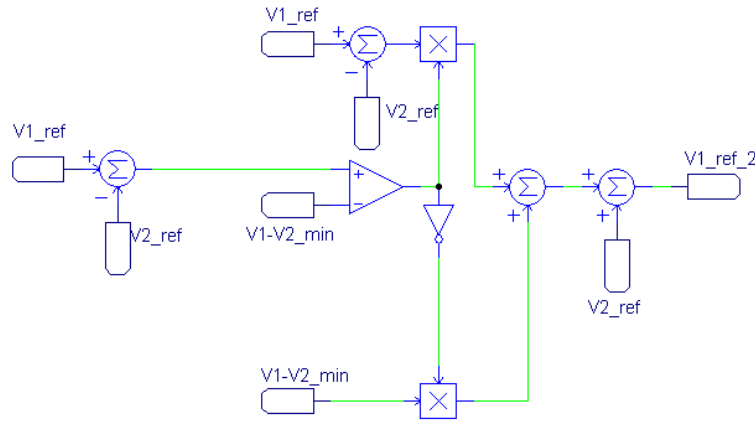 V1_ref
+
Σ
−
×
V2_ref
V1_ref
+
Σ
−
V2_ref
+
−
V1-V2_min
+
Σ
+
+
Σ
+
V1_ref_2
V2_ref
V1-V2_min
×